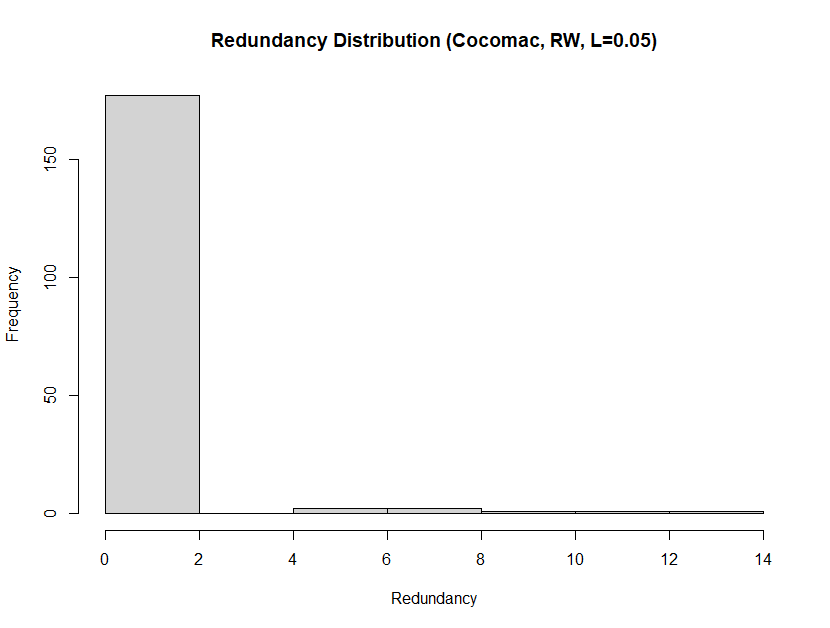 Redundancy Distribution (Cocomac, RW, L=0.05)
150
100
50
0
Frequency
0 2 4 6 8 10 12 14
Redundancy